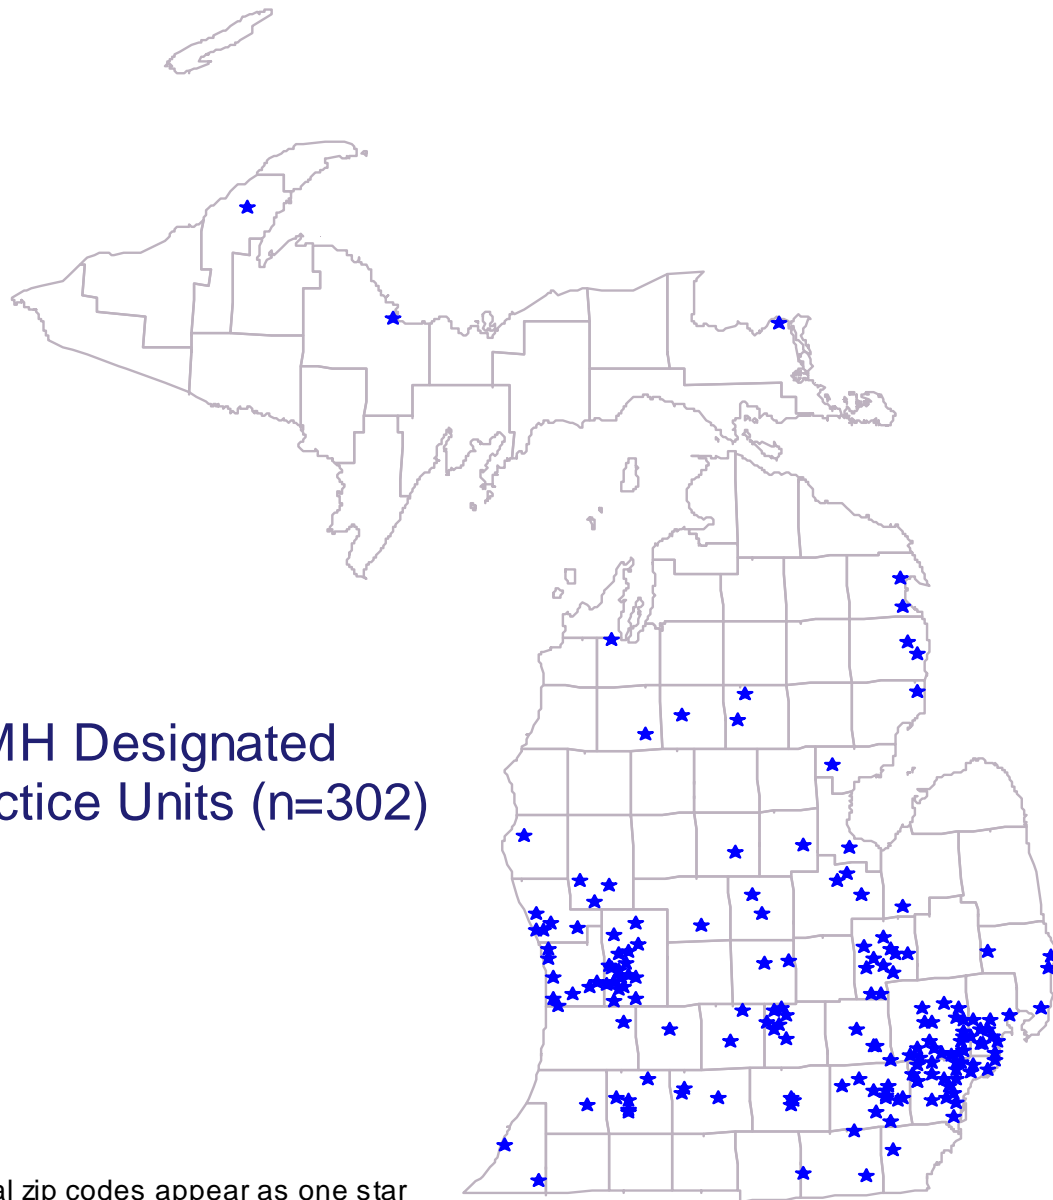 MH Designated
ctice Units (n=302)
al zip codes appear as one star